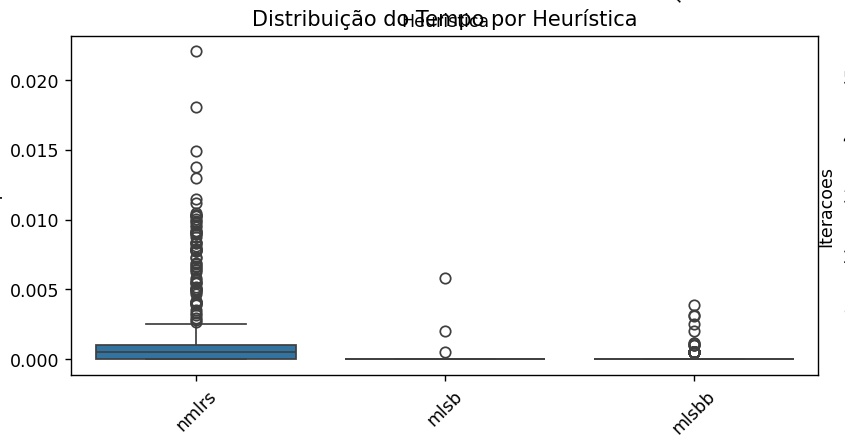 Distribuição do Tempo por Heurística
Heurística
0.020
0.015
0.010
0.005
0.000
Iteracoes
nmlrs
mlsb
mlsbb